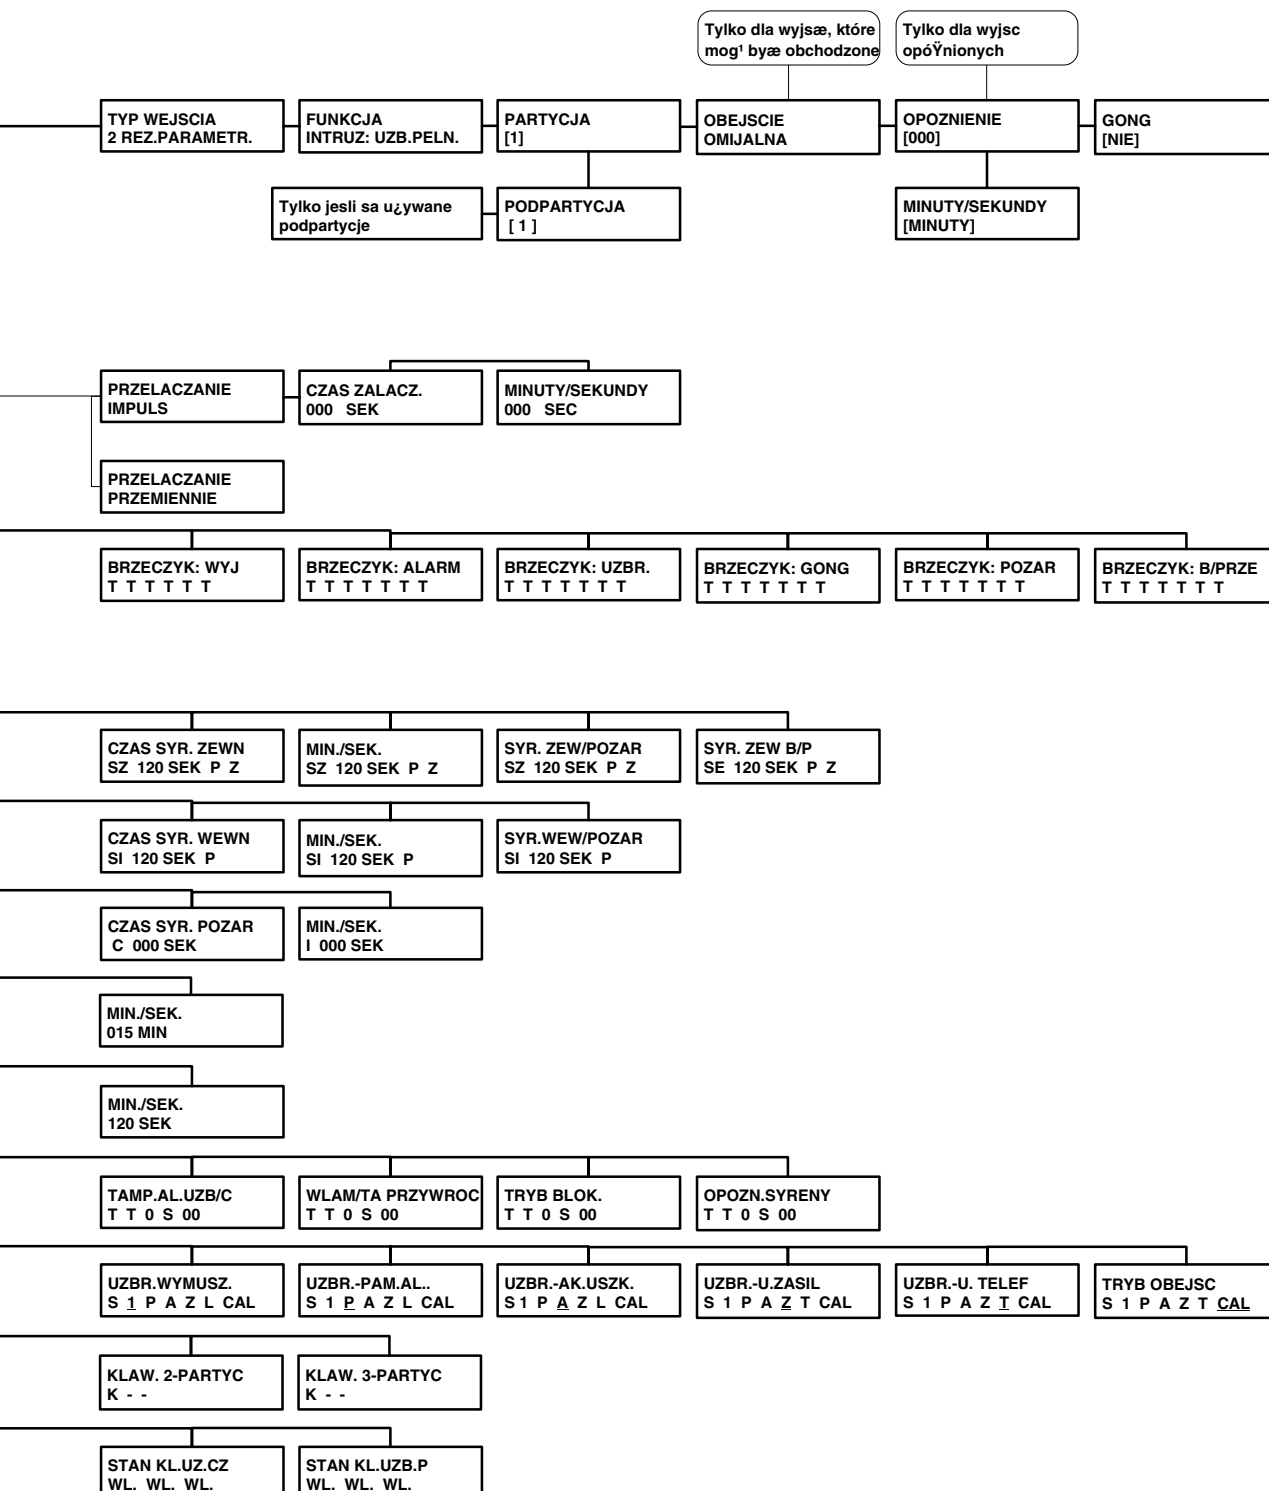 Tylko dla wyjsæ, które
mog¹ byæ obchodzone
Tylko dla wyjsc
opóŸnionych
TYP WEJSCIA
2 REZ.PARAMETR.
FUNKCJA
INTRUZ: UZB.PELN.
PARTYCJA
[1]
OBEJSCIE
OMIJALNA
OPOZNIENIE
[000]
GONG
[NIE]
Tylko jesli sa u¿ywane
podpartycje
PODPARTYCJA
[ 1 ]
MINUTY/SEKUNDY
[MINUTY]
PRZELACZANIE
IMPULS
CZAS ZALACZ.
000 SEK
MINUTY/SEKUNDY
000 SEC
PRZELACZANIE
PRZEMIENNIE
BRZECZYK: WYJ
T T T T T T
BRZECZYK: ALARM
T T T T T T T
BRZECZYK: UZBR.
T T T T T T T
BRZECZYK: GONG
T T T T T T T
BRZECZYK: POZAR
T T T T T T T
BRZECZYK: B/PRZE
T T T T T T T
CZAS SYR. ZEWN
SZ 120 SEK P Z
MIN./SEK.
SZ 120 SEK P Z
SYR. ZEW/POZAR
SZ 120 SEK P Z
SYR. ZEW B/P
SE 120 SEK P Z
CZAS SYR. WEWN
SI 120 SEK P
MIN./SEK.
SI 120 SEK P
SYR.WEW/POZAR
SI 120 SEK P
CZAS SYR. POZAR
C 000 SEK
MIN./SEK.
I 000 SEK
MIN./SEK.
015 MIN
MIN./SEK.
120 SEK
TAMP.AL.UZB/C
T T 0 S 00
WLAM/TA PRZYWROC
T T 0 S 00
TRYB BLOK.
T T 0 S 00
OPOZN.SYRENY
T T 0 S 00
UZBR.WYMUSZ.
S 1 P A Z L CAL
UZBR.-PAM.AL..
S 1 P A Z L CAL
UZBR.-AK.USZK.
S 1 P A Z L CAL
UZBR.-U.ZASIL
S 1 P A Z T CAL
UZBR.-U. TELEF
S 1 P A Z T CAL
TRYB OBEJSC
S 1 P A Z T CAL
KLAW. 2-PARTYC
K - -
KLAW. 3-PARTYC
K - -
STAN KL.UZ.CZ
WL. WL. WL.
STAN KL.UZB.P
WL. WL. WL.